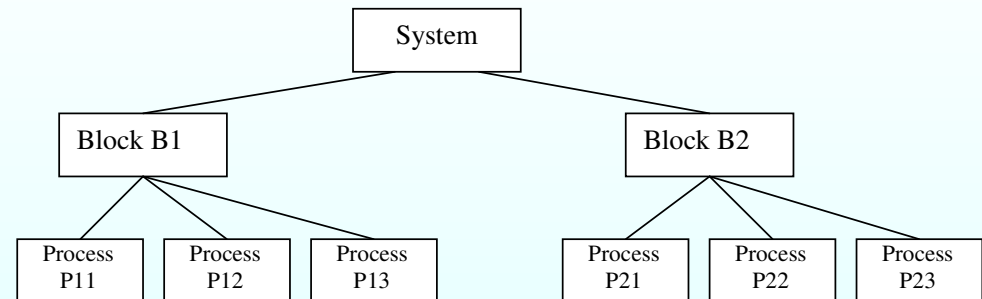 System
Block B1
Block B2
Process
P11
Process
P12
Process
P13
Process
P21
Process
P22
Process
P23